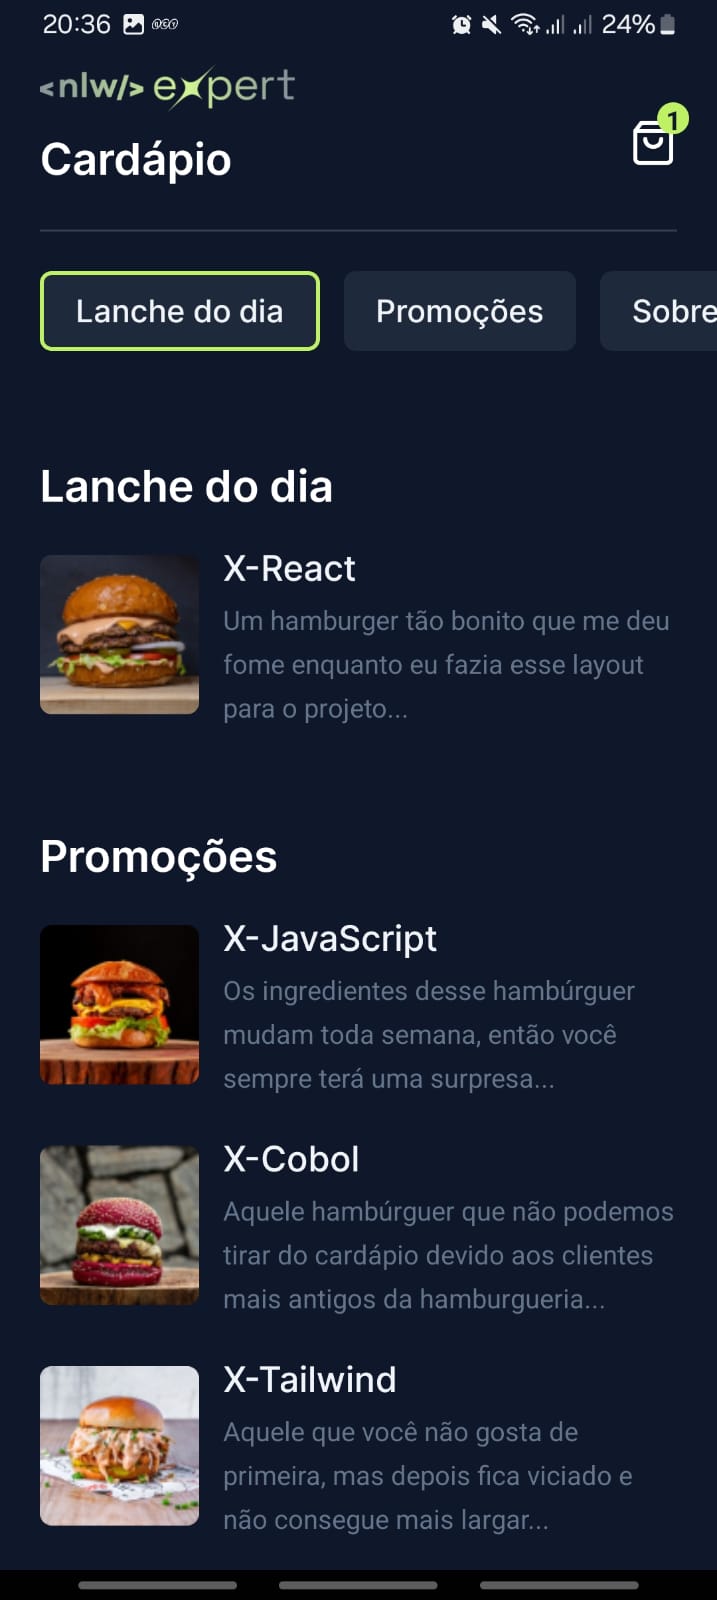 20:36
24%
<nlw/> expert
1
Cardápio
Lanche do dia
Promoções
Sobre
Lanche do dia
X-React
Um hamburger tão bonito que me deu
fome enquanto eu fazia esse layout
para o projeto...
Promoções
X-JavaScript
Os ingredientes desse hambúrguer
mudam toda semana, então você
sempre terá uma surpresa...
X-Cobol
Aquele hambúrguer que não podemos
tirar do cardápio devido aos clientes
mais antigos da hamburgueria...
X-Tailwind
Aquele que você não gosta de
primeira, mas depois fica viciado e
não consegue mais largar...